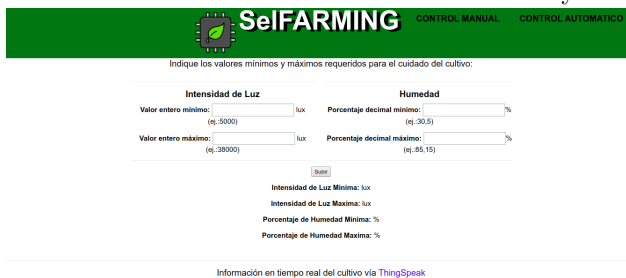 SelFARMING CONTROL MANUAL CONTROL AUTOMATICO
Indique los valores mínimos y máximos requeridos para el cuidado del cultivo:
Intensidad de Luz
Valor entero mínimo: lux
(ej.:5000)
Valor entero máximo: lux
(ej.:38000)
Humedad
Porcentaje decimal mínimo: %
(ej.:30,5)
Porcentaje decimal máximo: %
(ej.:85,15)
Subir
Intensidad de Luz Minima: lux
Intensidad de Luz Maxima: lux
Porcentaje de Humedad Minima: %
Porcentaje de Humedad Maxima: %
Información en tiempo real del cultivo vía ThingSpeak